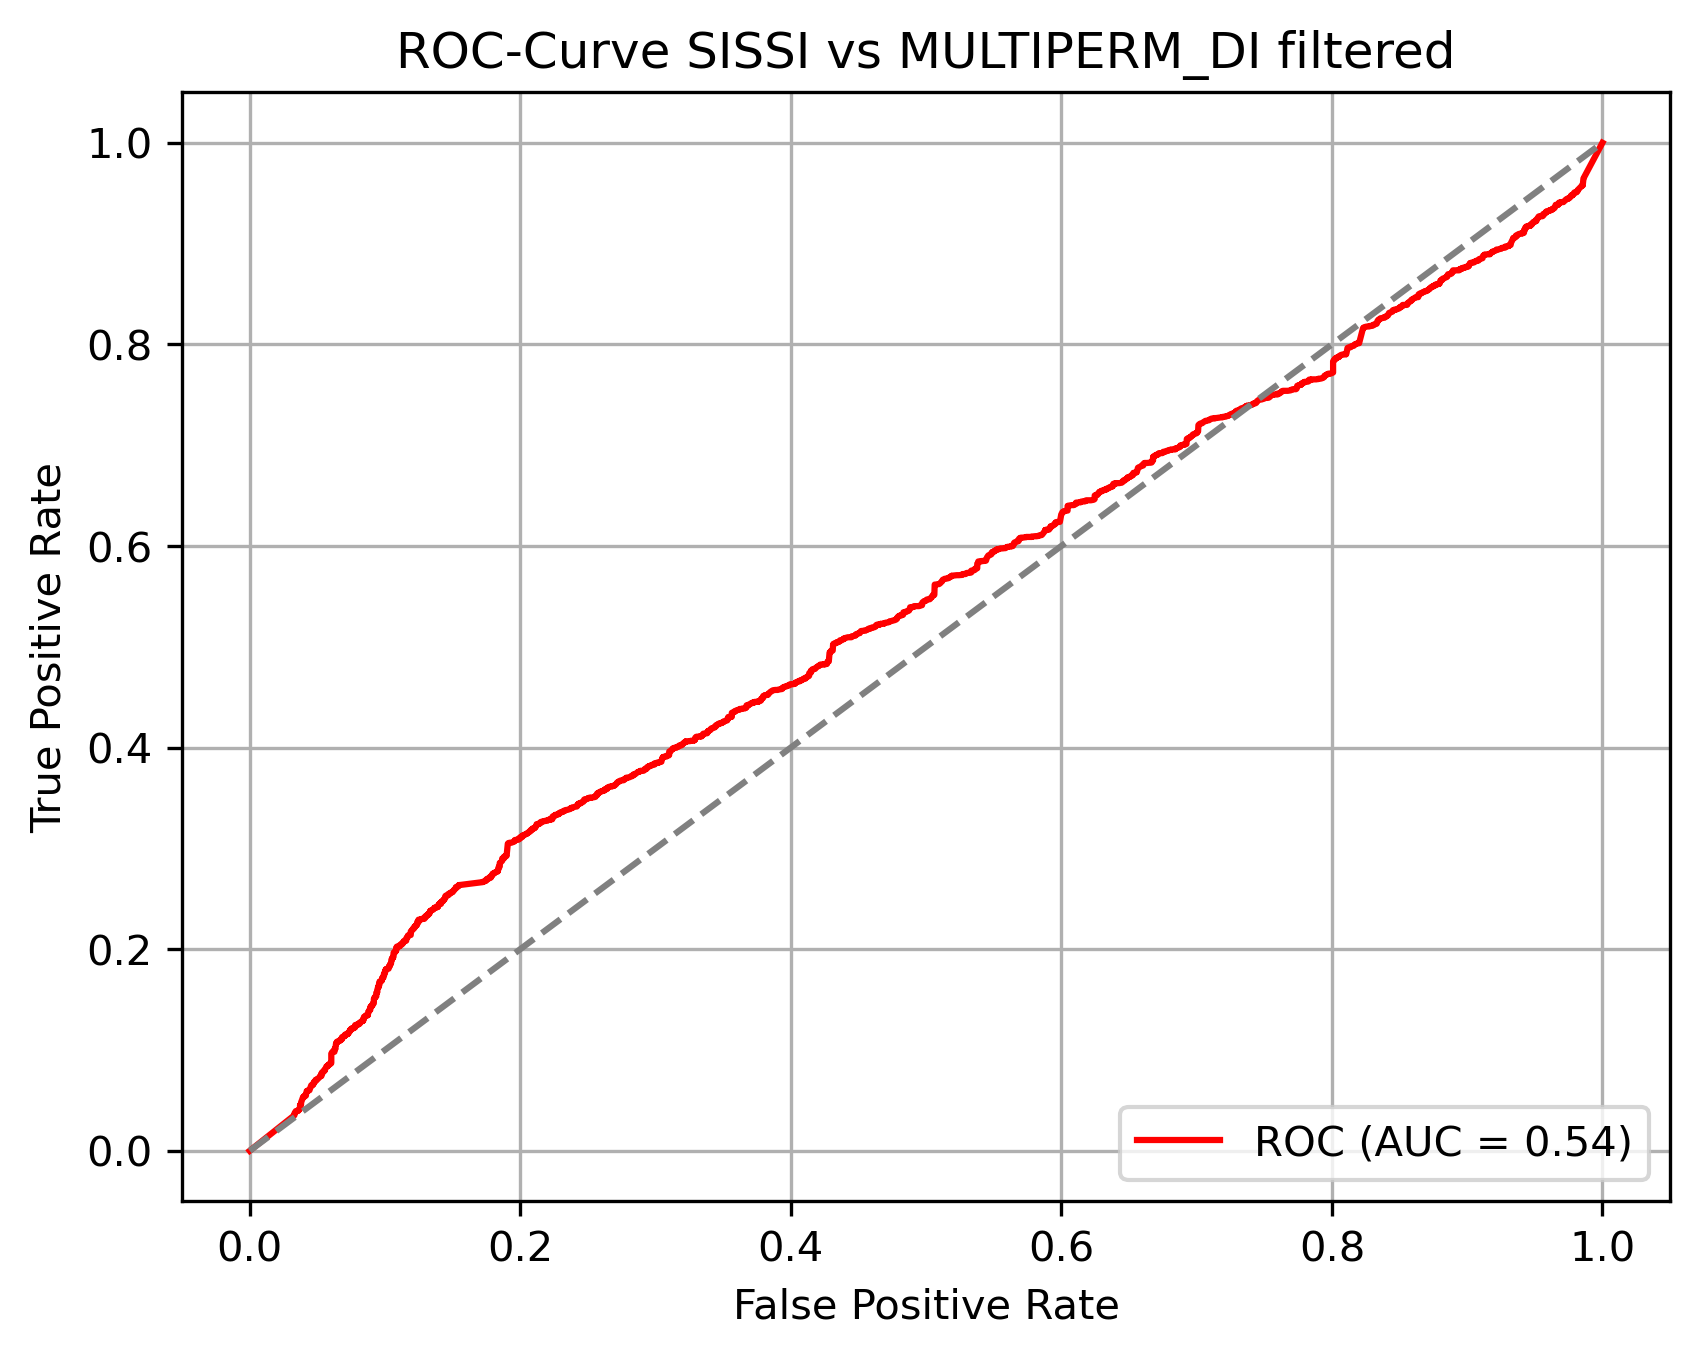 ROC-Curve SISSI vs MULTIPERM_DI filtered
True Positive Rate
1.0
0.8
0.6
0.4
0.2
0.0
ROC (AUC = 0.54)
0.0 0.2 0.4 0.6 0.8 1.0
False Positive Rate